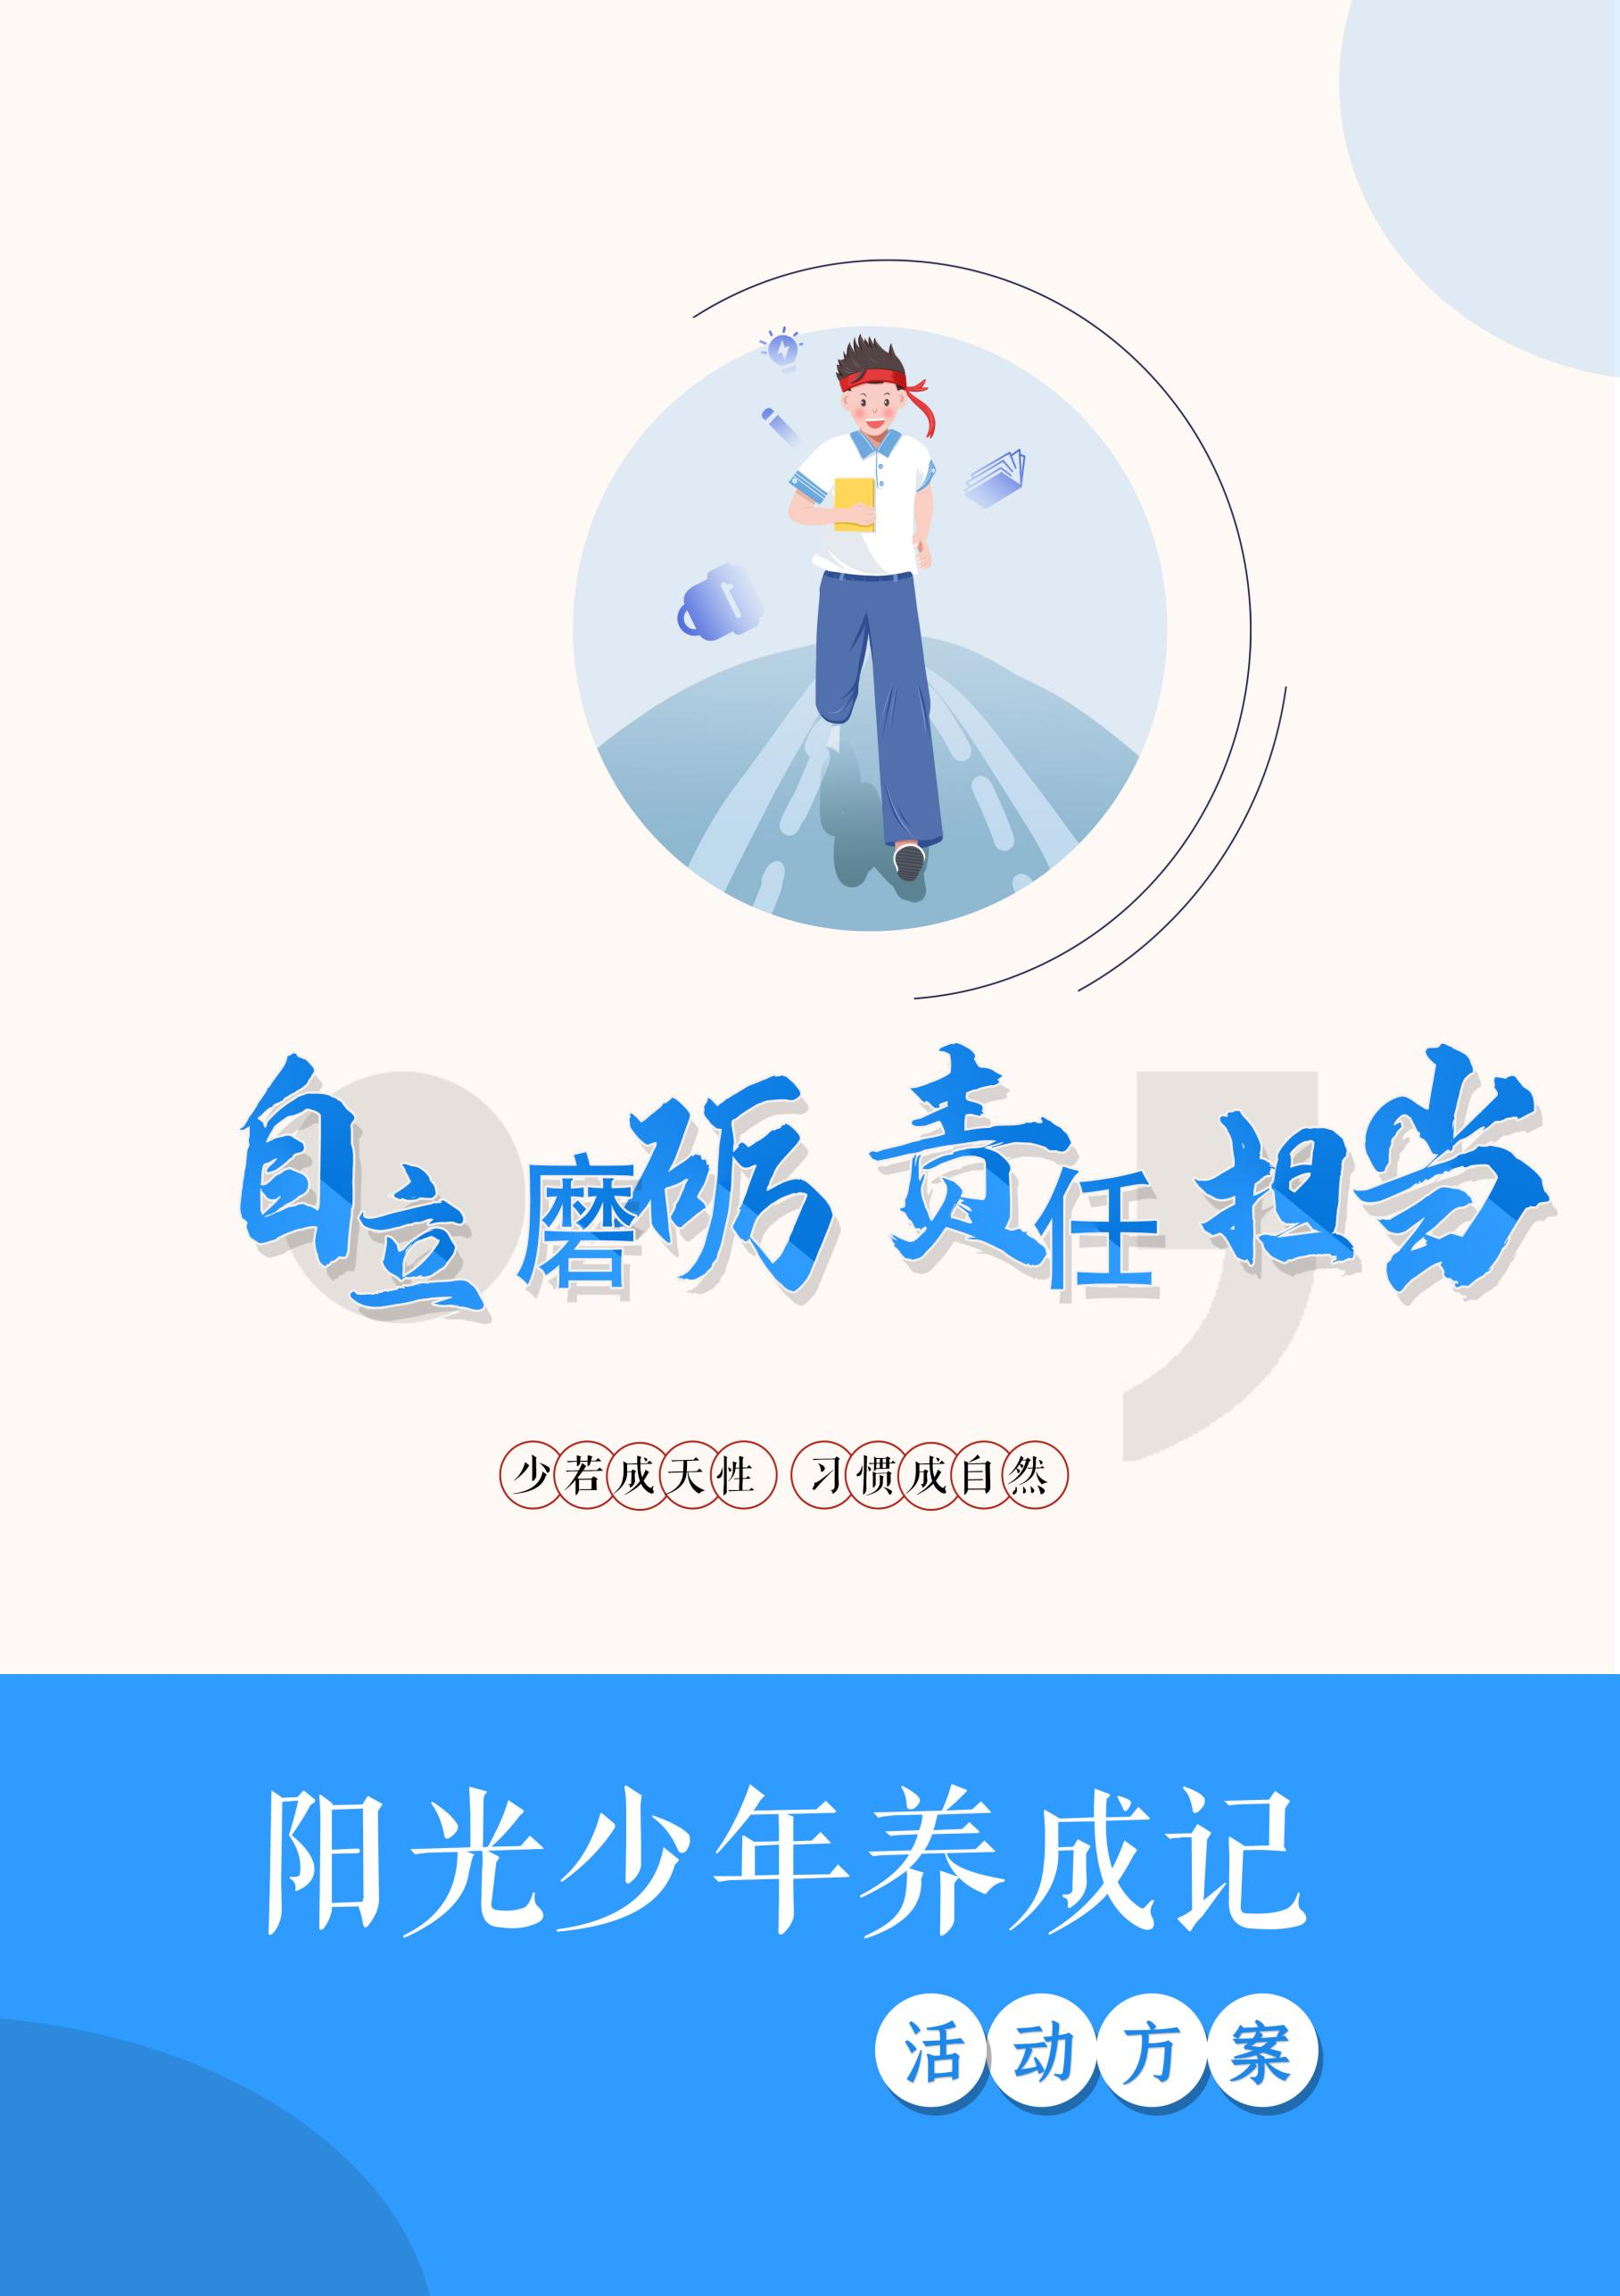 自立磨砺 责任担当
少若成天性 习惯成自然
阳光少年养成记
活动方案